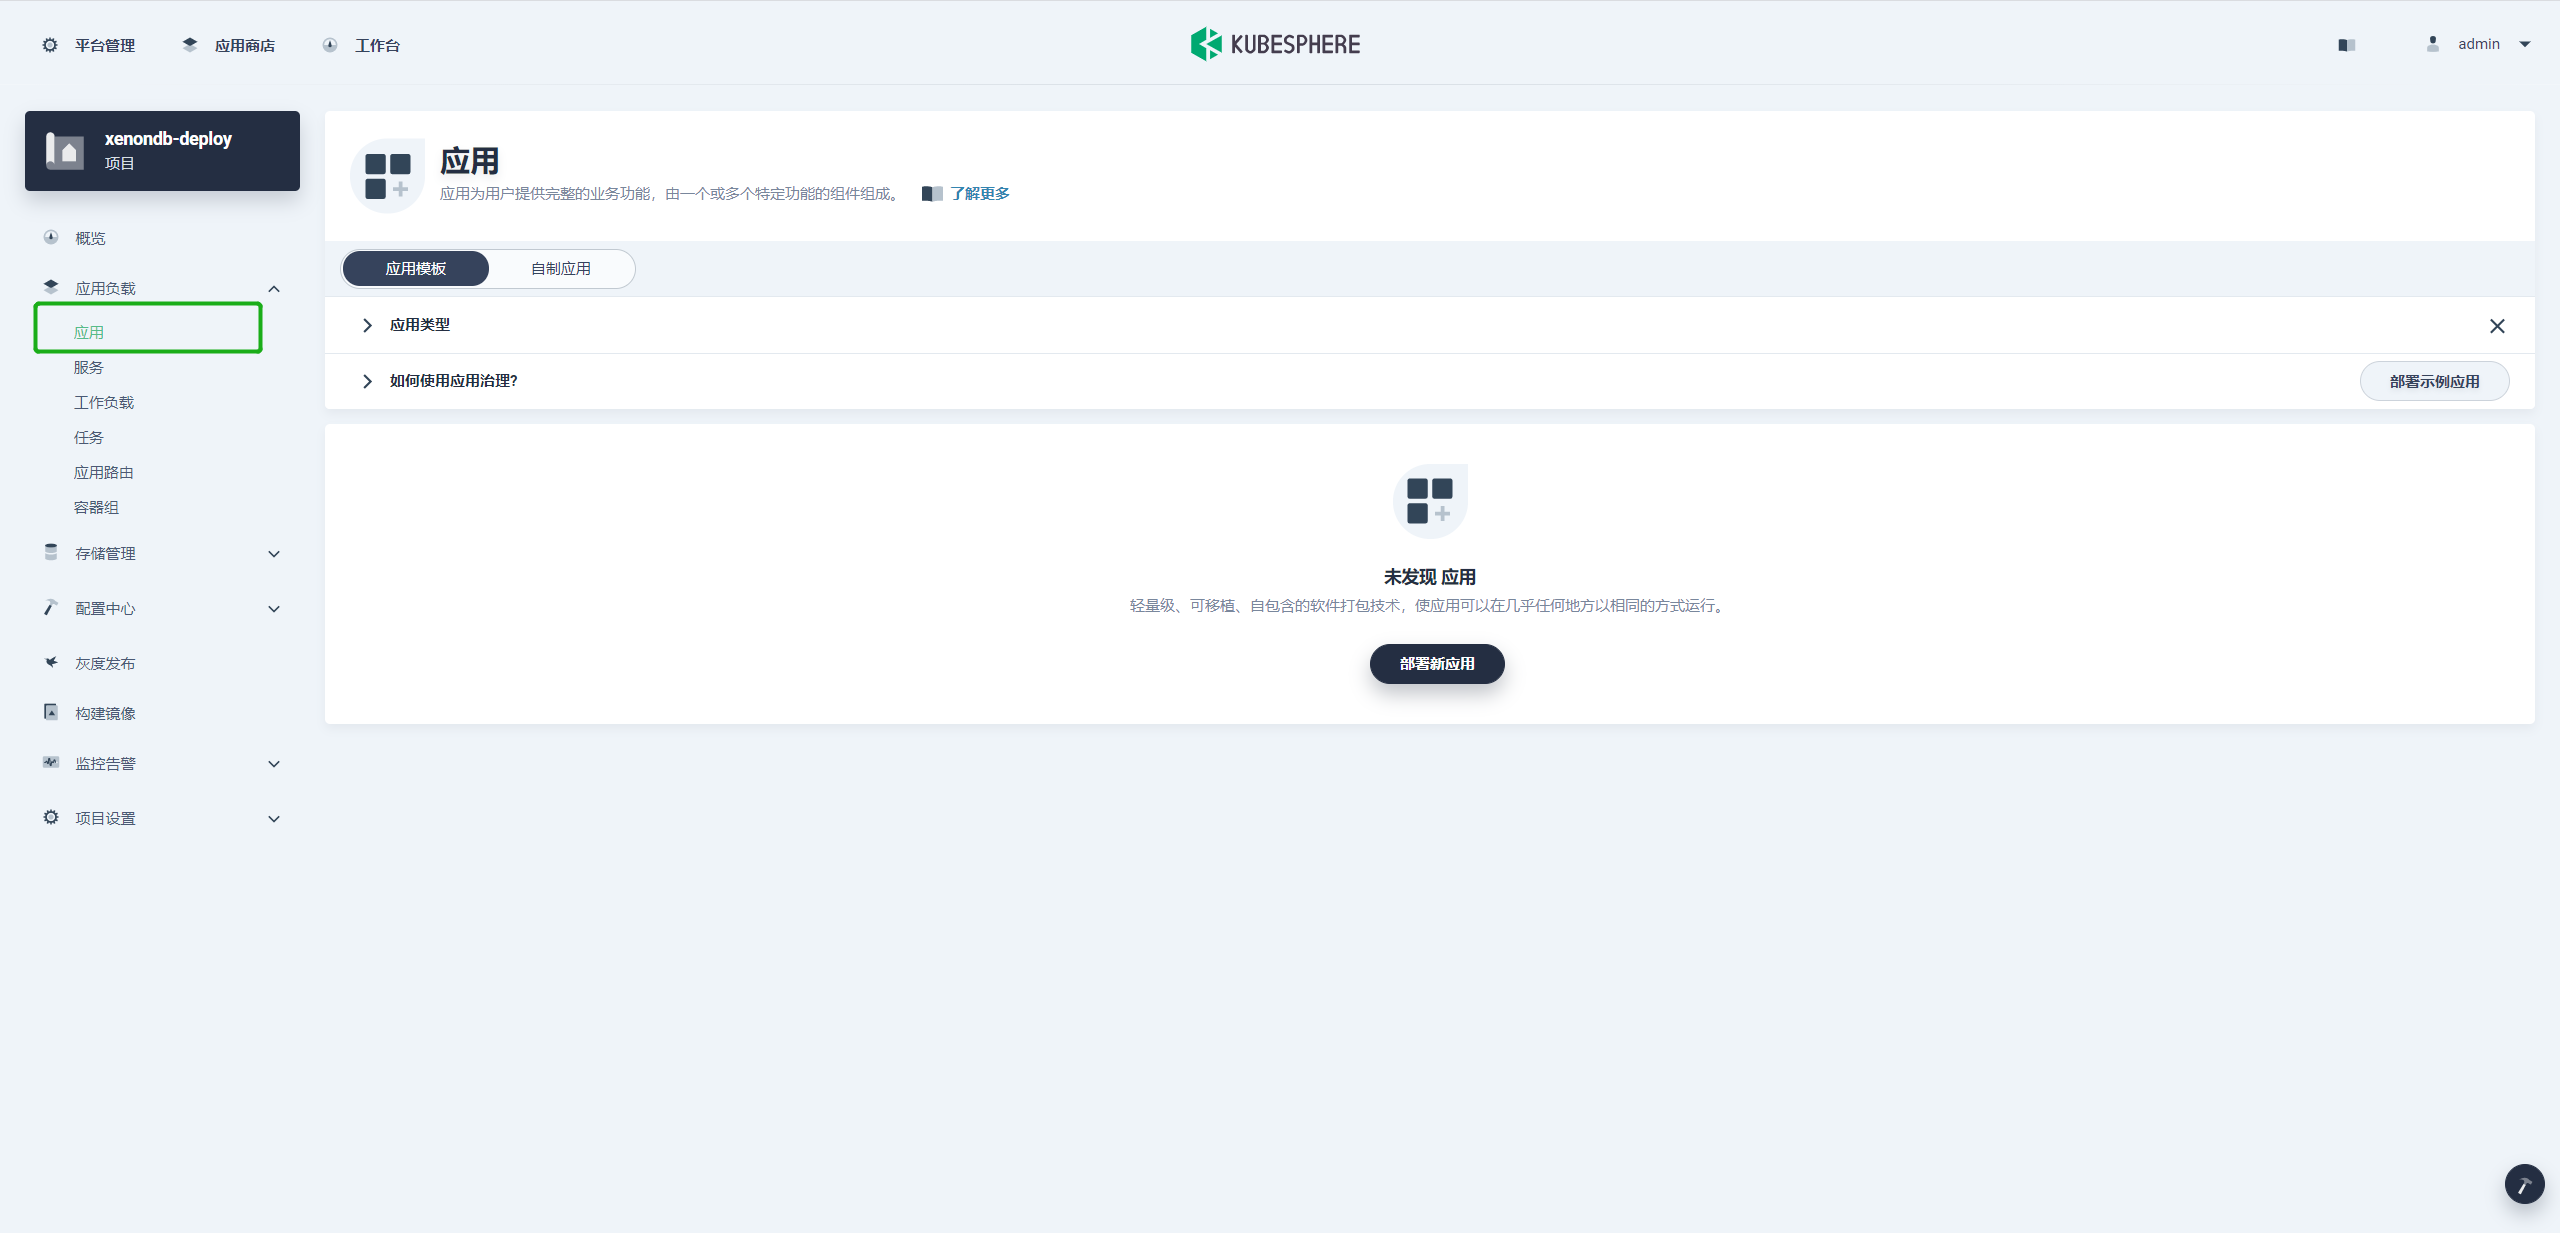 平台管理
应用商店
工作台
KUBESPHERE
admin
xenondb-deploy
项目
概览
应用负载
应用
服务
工作负载
任务
应用路由
容器组
存储管理
配置中心
灰度发布
构建镜像
监控告警
项目设置
应用
应用为用户提供完整的业务功能，由一个或多个特定功能的组件组成。
了解更多
应用模板
自制应用
应用类型
如何使用应用治理?
部署示例应用
未发现 应用
轻量级、可移植、自包含的软件打包技术，使应用可以在几乎任何地方以相同的方式运行。
部署新应用